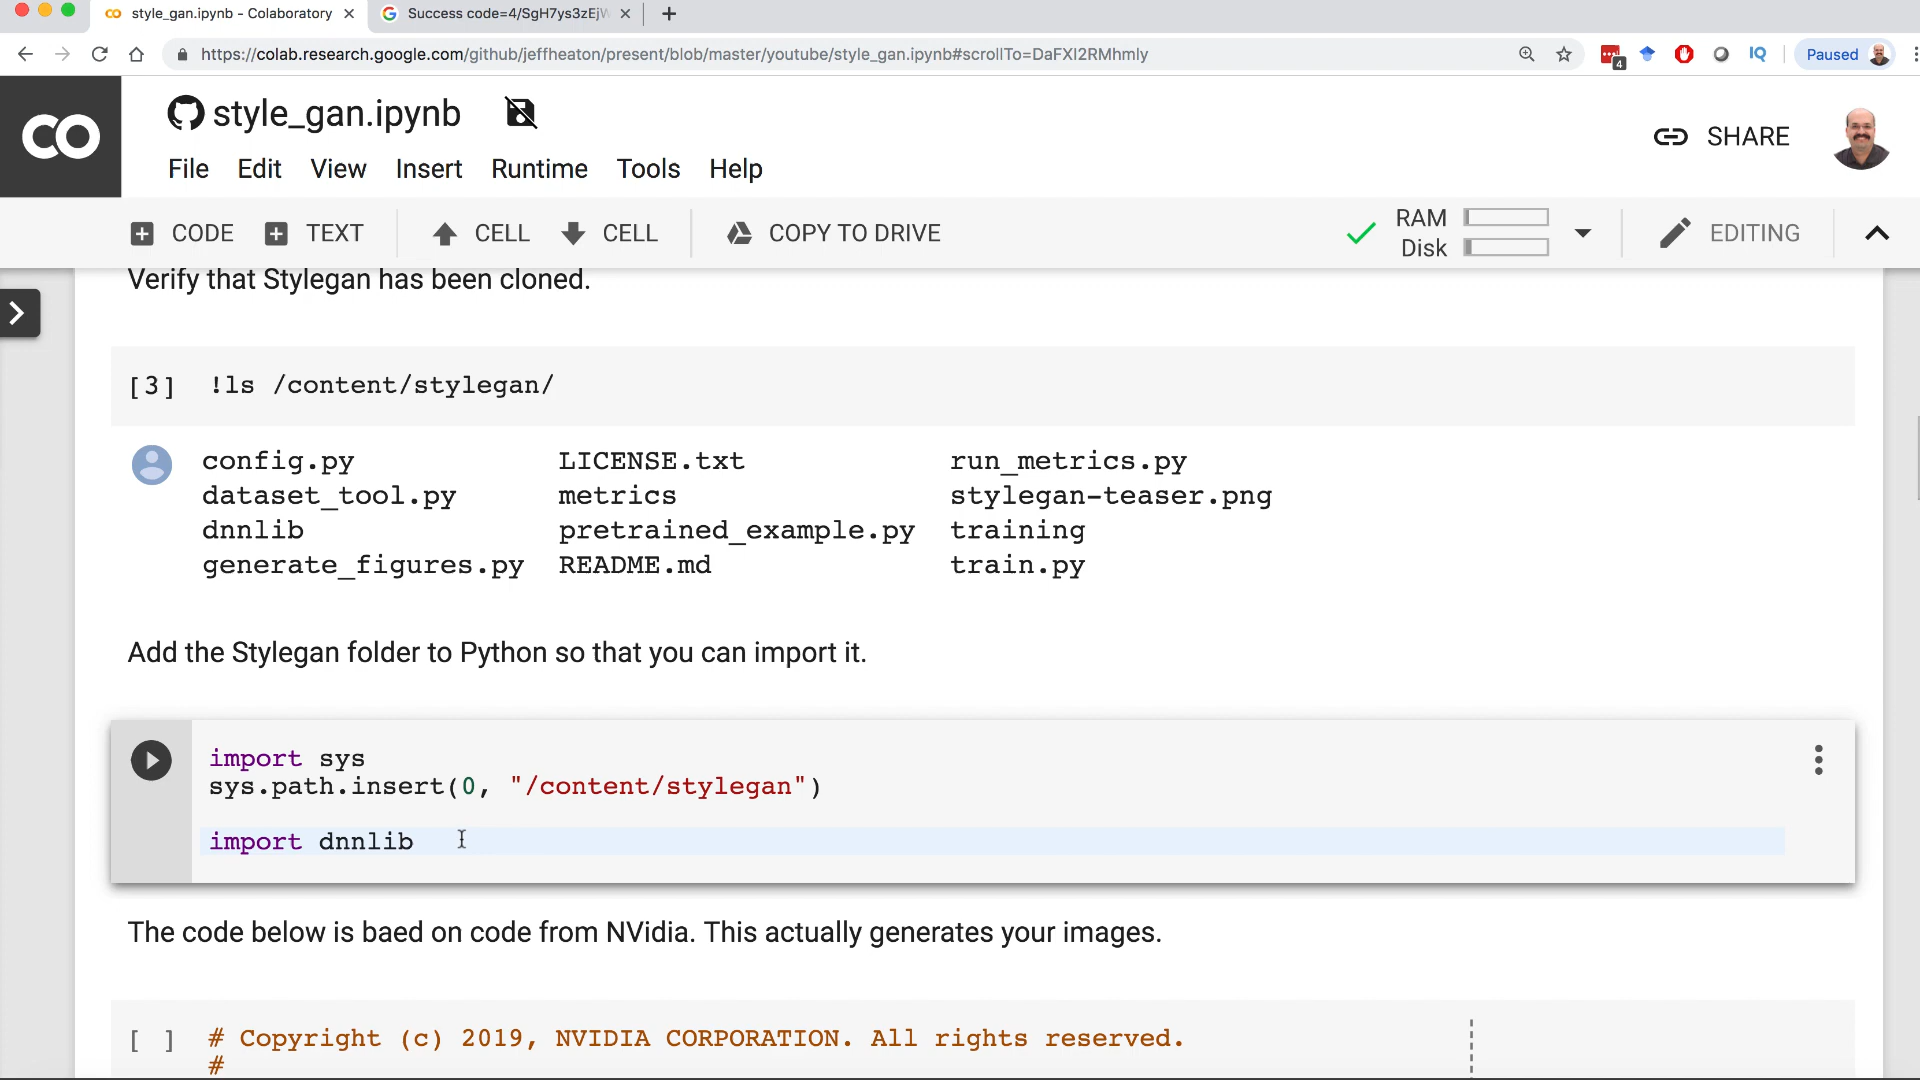 style_gan.ipynb - Colaboratory
Success code=4/SgH7ys3zEjW
https://colab.research.google.com/github/jeffheaton/present/blob/master/youtube/style_gan.ipynb#scrollTo=DaFXI2RMhmly
4
IQ
Paused
CO
style_gan.ipynb
SHARE
File Edit View Insert Runtime Tools Help
CODE TEXT CELL CELL COPY TO DRIVE
RAM
Disk
EDITING
Verify that Stylegan has been cloned.
[3] !ls /content/stylegan/
config.py LICENSE.txt run_metrics.py
dataset_tool.py metrics stylegan-teaser.png
dnnlib pretrained_example.py training
generate_figures.py README.md train.py
Add the Stylegan folder to Python so that you can import it.
import sys
sys.path.insert(0, "/content/stylegan")
import dnnlib
The code below is baed on code from NVidia. This actually generates your images.
[ ] # Copyright (c) 2019, NVIDIA CORPORATION. All rights reserved.
#